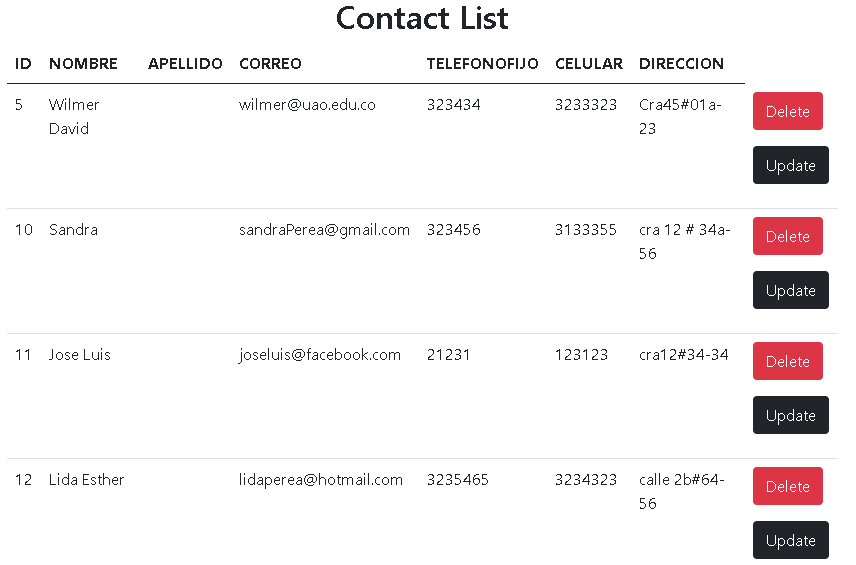 Contact List
ID NOMBRE APELLIDO CORREO TELEFONOFIJO CELULAR DIRECCION
5 Wilmer wilmer@uao.edu.co 323434 3233323 Cra45#01a- Delete
David 23
Update
10 Sandra sandraPerea@gmail.com 323456 3133355 cra 12 # 34a- Delete
56
Update
11 Jose Luis joseluis@facebook.com 21231 123123 cra12#34-34 Delete
Update
12 Lida Esther lidaperea@hotmail.com 3235465 3234323 calle 2b#64- Delete
56
Update